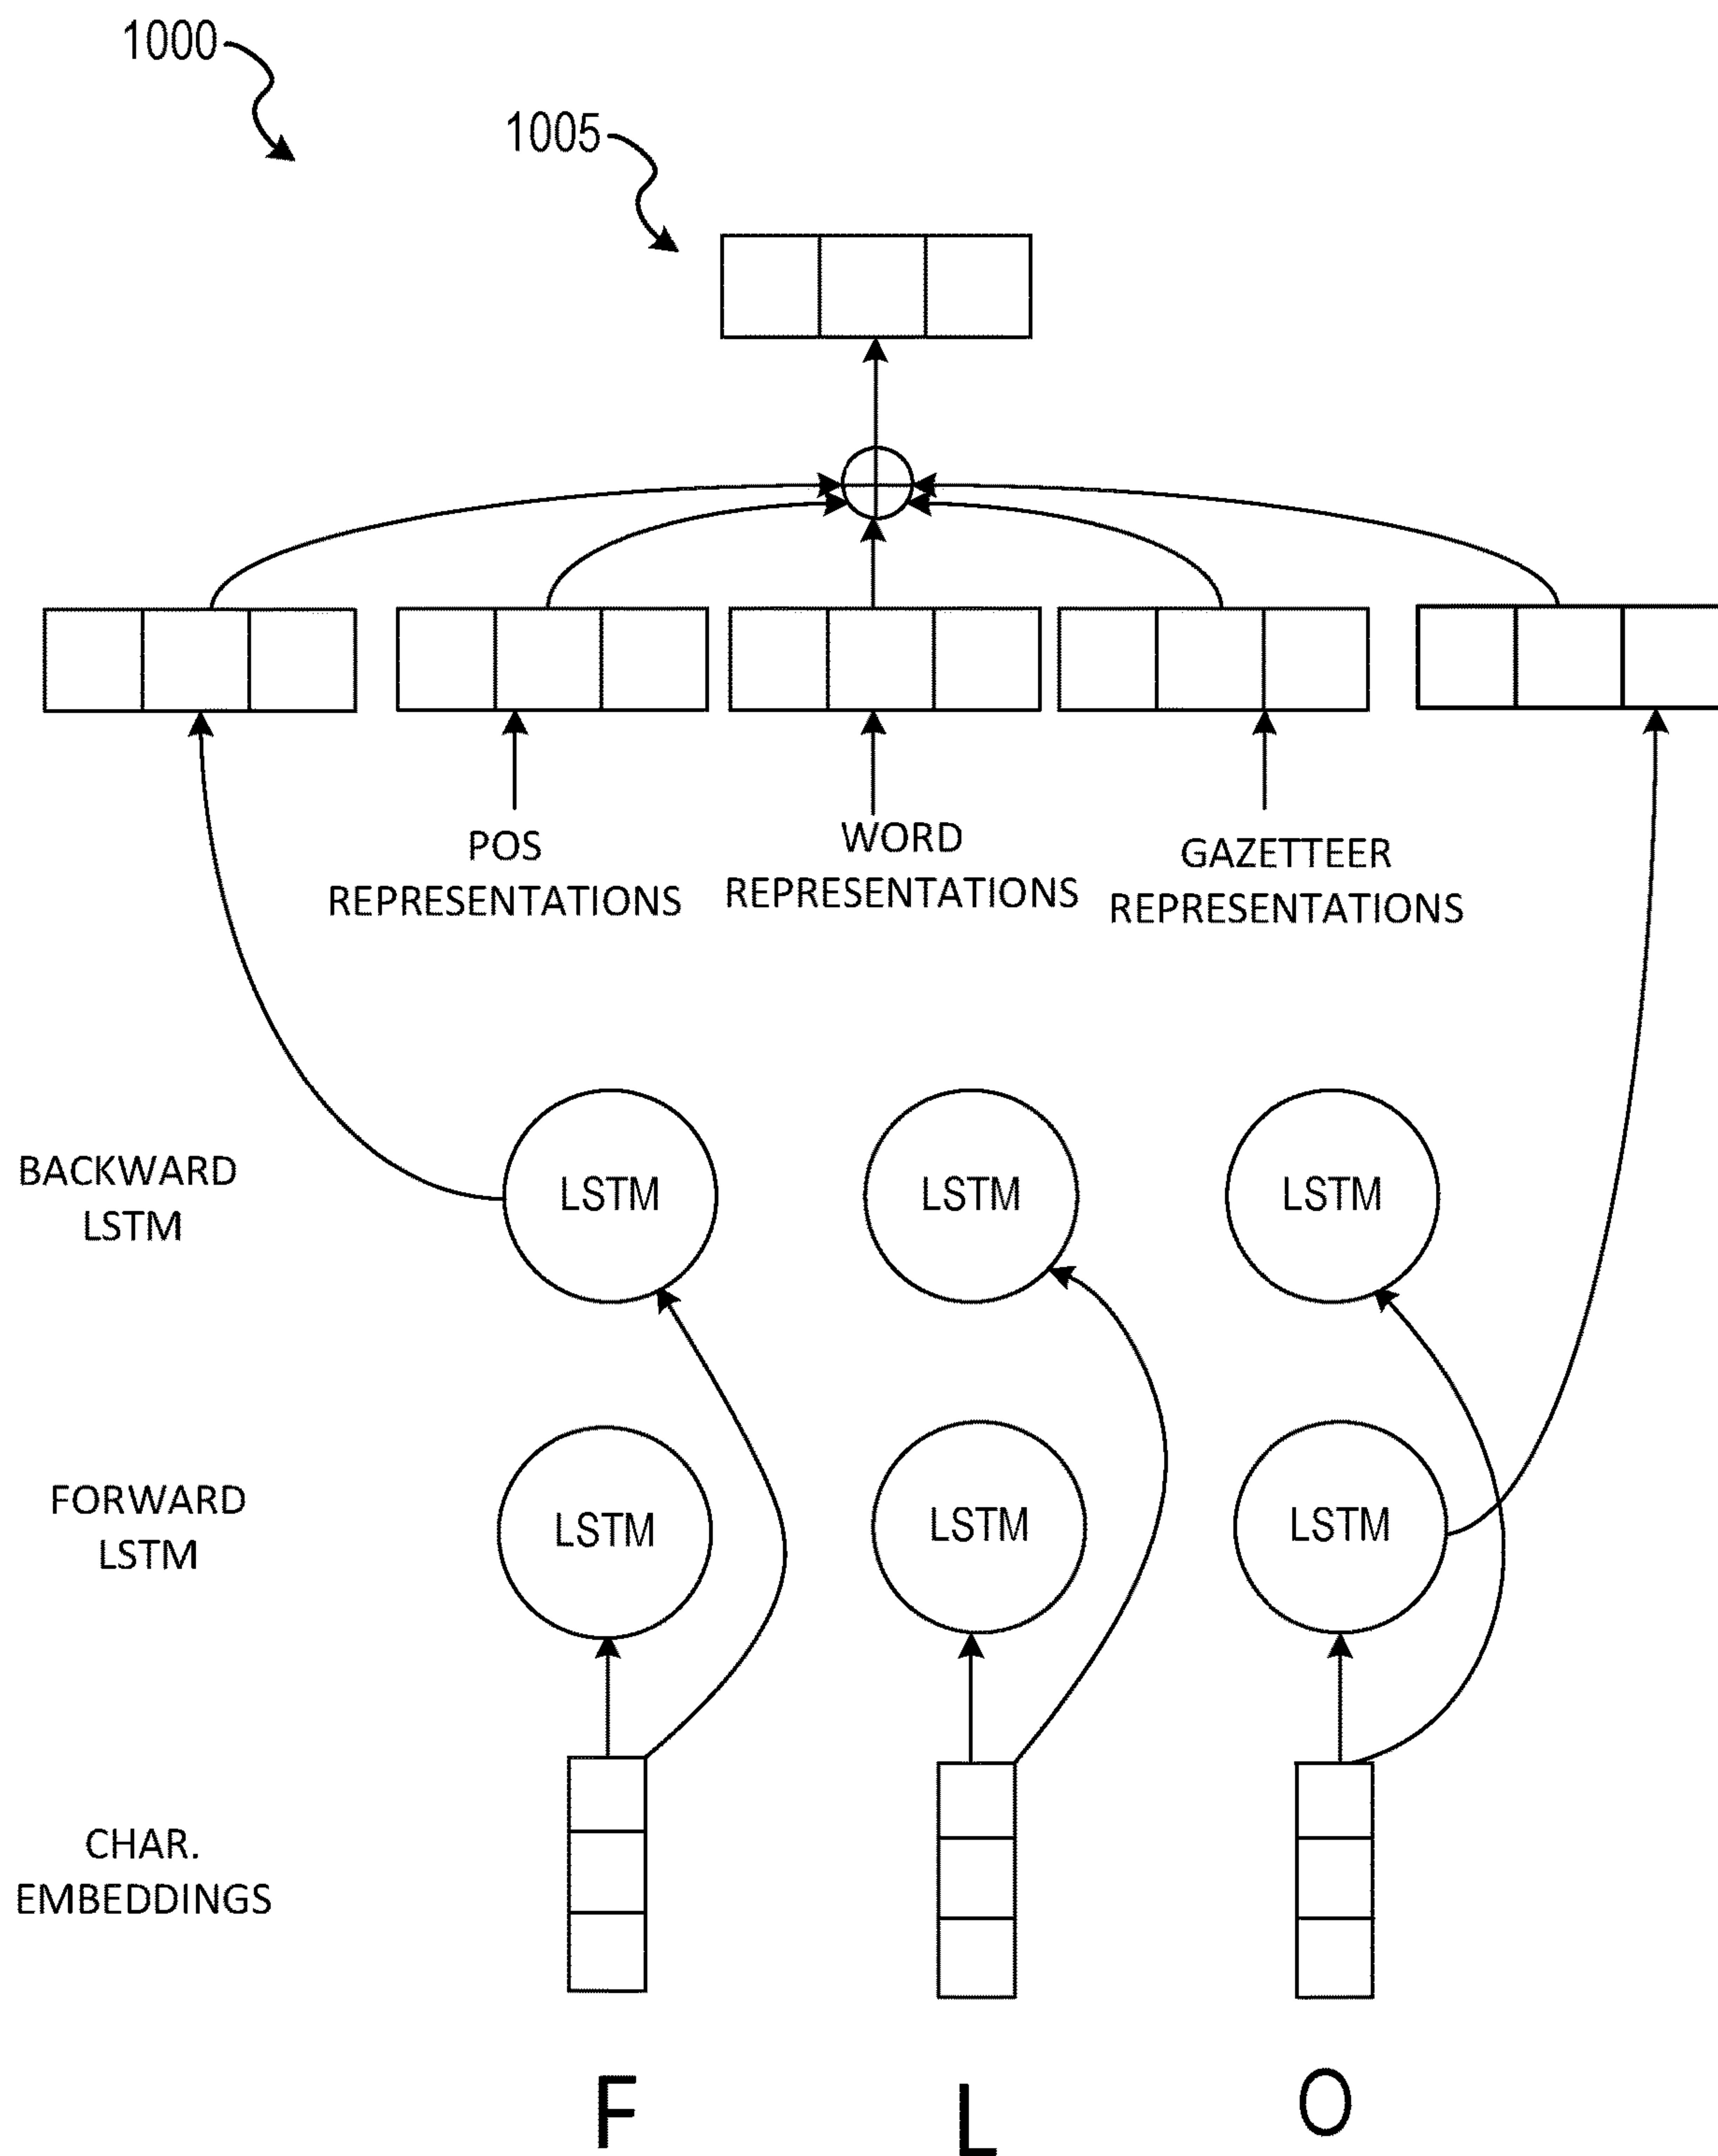 1000
1005
POS
REPRESENTATIONS
WORD
REPRESENTATIONS
GAZETTEER
REPRESENTATIONS
BACKWARD
LSTM
LSTM
LSTM
LSTM
FORWARD
LSTM
LSTM
LSTM
LSTM
CHAR.
EMBEDDINGS
F
L
O